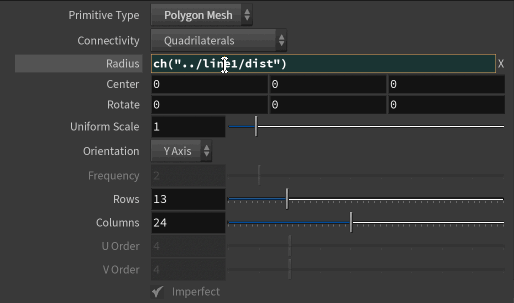 Primitive Type Polygon Mesh
Connectivity Quadrilaterals
Radius ch("../line1/dist") X
Center 0 0 0
Rotate 0 0 0
Uniform Scale 1
Orientation Y Axis
Frequency 2
Rows 13
Columns 24
U Order 4
V Order 4
Imperfect